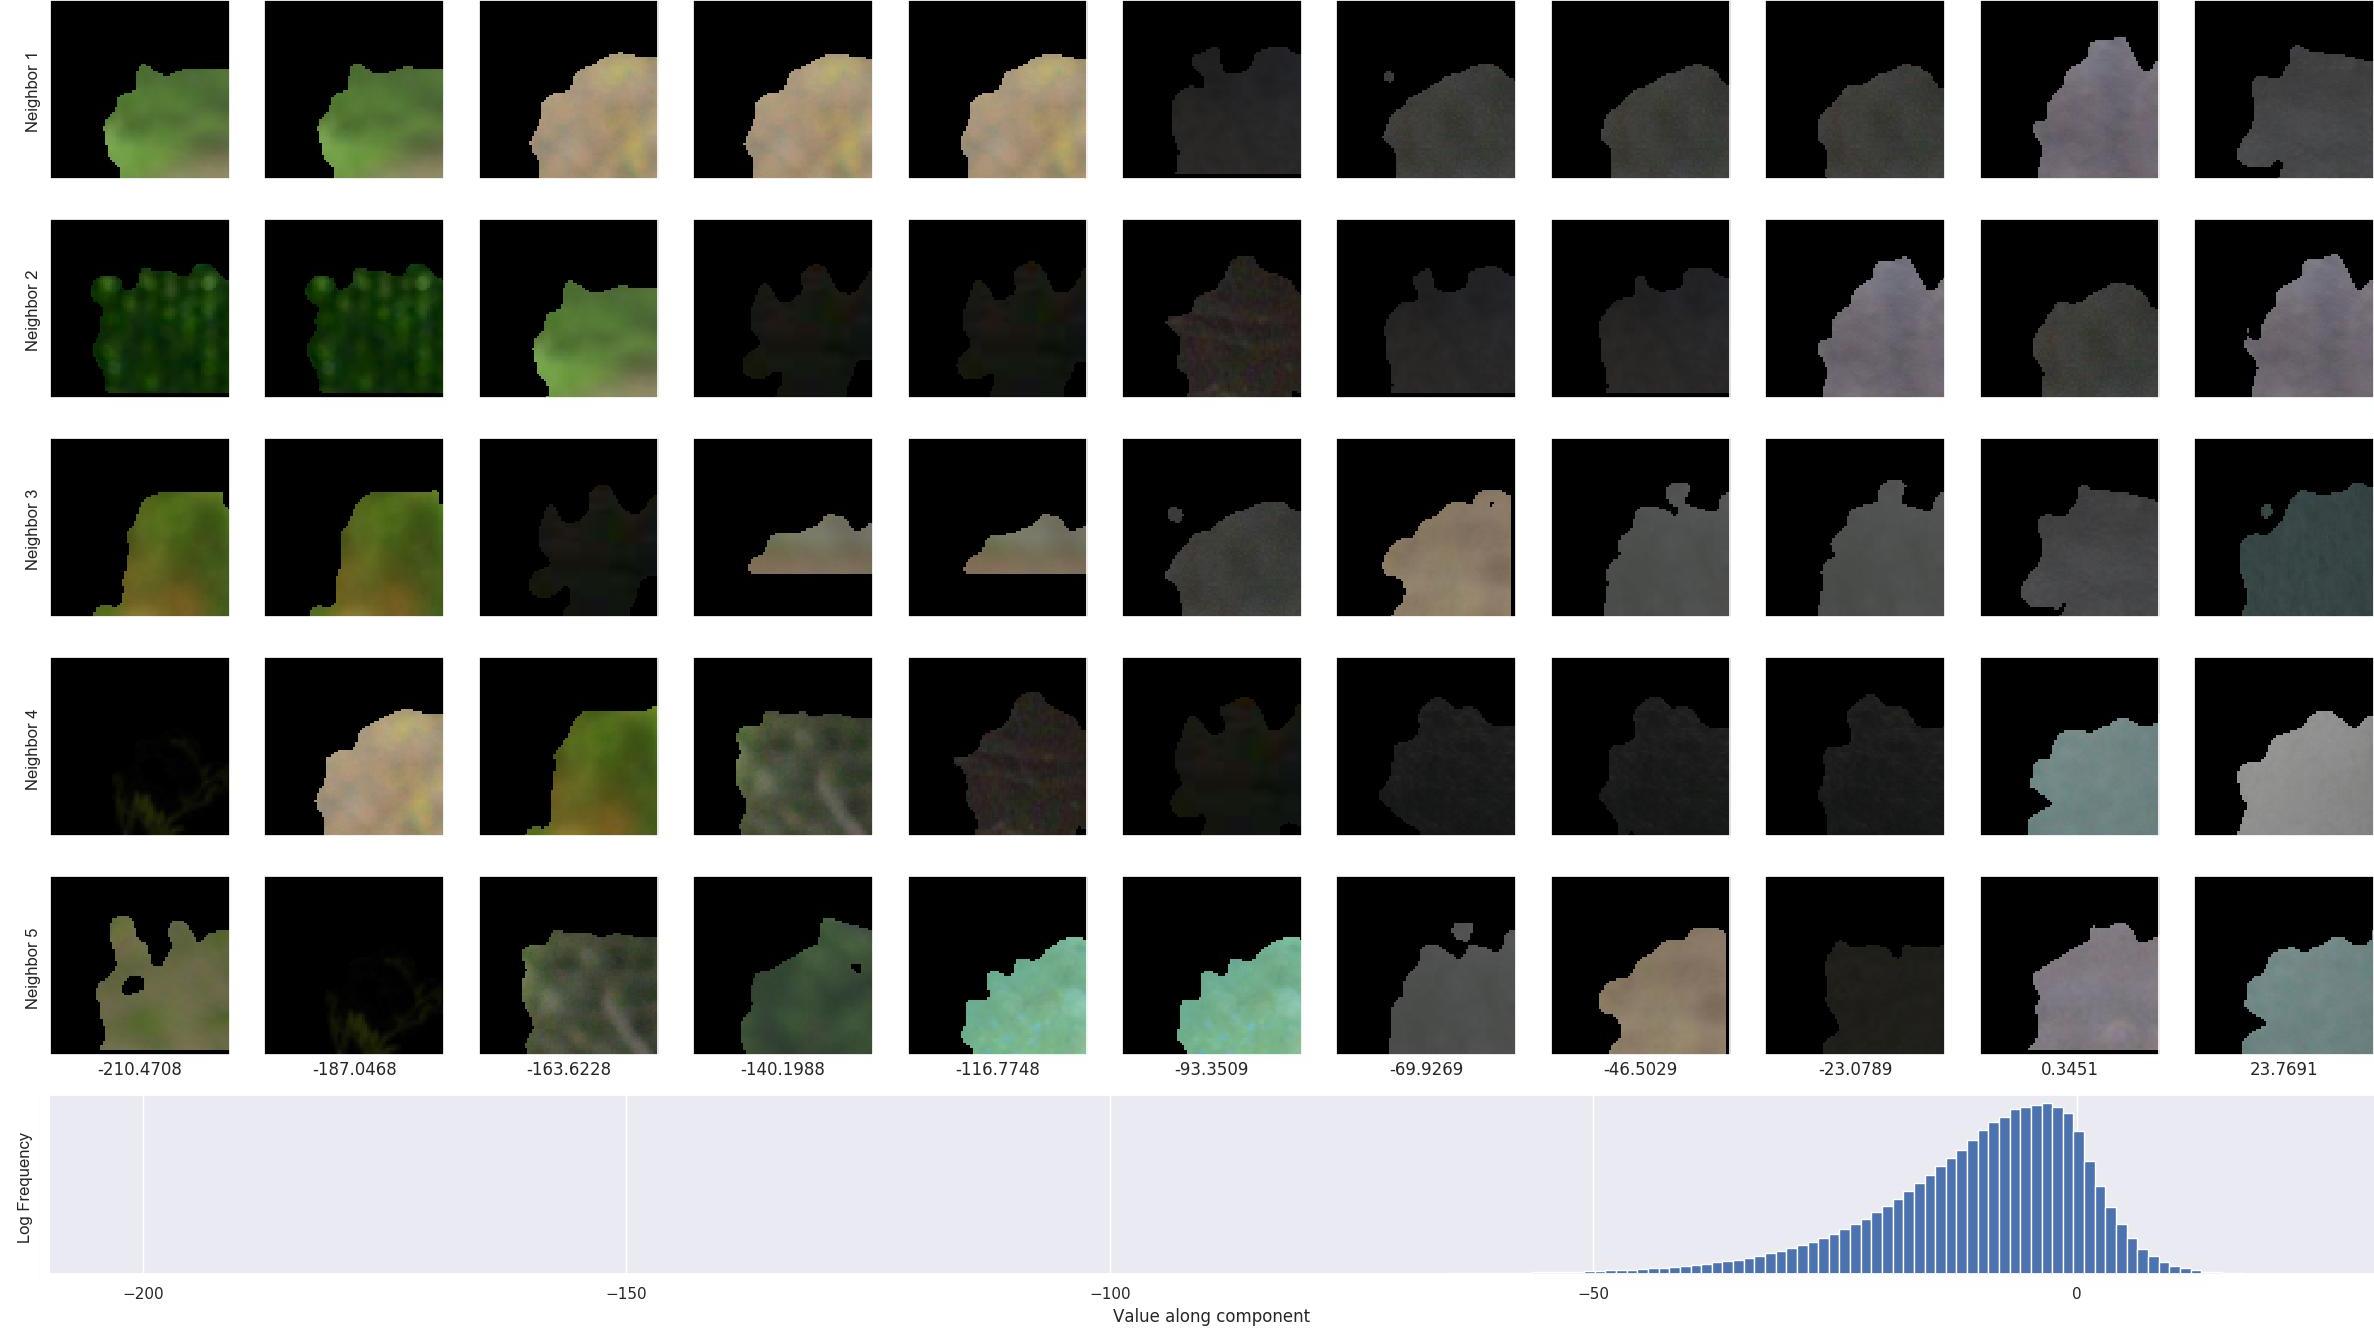 Neighbor 1
Neighbor 2
Neighbor 3
Neighbor 4
Neighbor 5
-210.4708 -187.0468 -163.6228 -140.1988 -116.7748 -93.3509 -69.9269 -46.5029 -23.0789 0.3451 23.7691
Log Frequency
−200 −150 −100 −50 0
Value along component